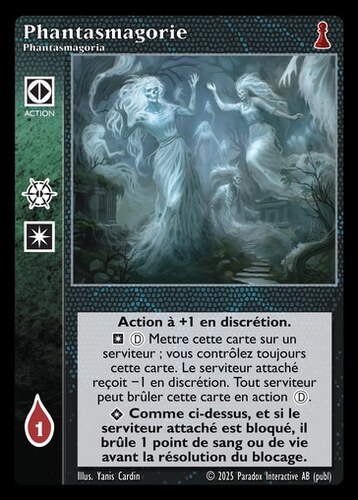 Phantasmagorie
Phantasmagoria
ACTION
Action à +1 en discrétion.
Ⓓ Mettre cette carte sur un
serviteur ; vous contrôlez toujours
cette carte. Le serviteur attaché
reçoit −1 en discrétion. Tout serviteur
peut brûler cette carte en action Ⓓ.
Comme ci-dessus, et si le
serviteur attaché est bloqué, il
brûle 1 point de sang ou de vie
avant la résolution du blocage.
1
Illus. Yanis Cardin © 2025 Paradox Interactive AB (publ)